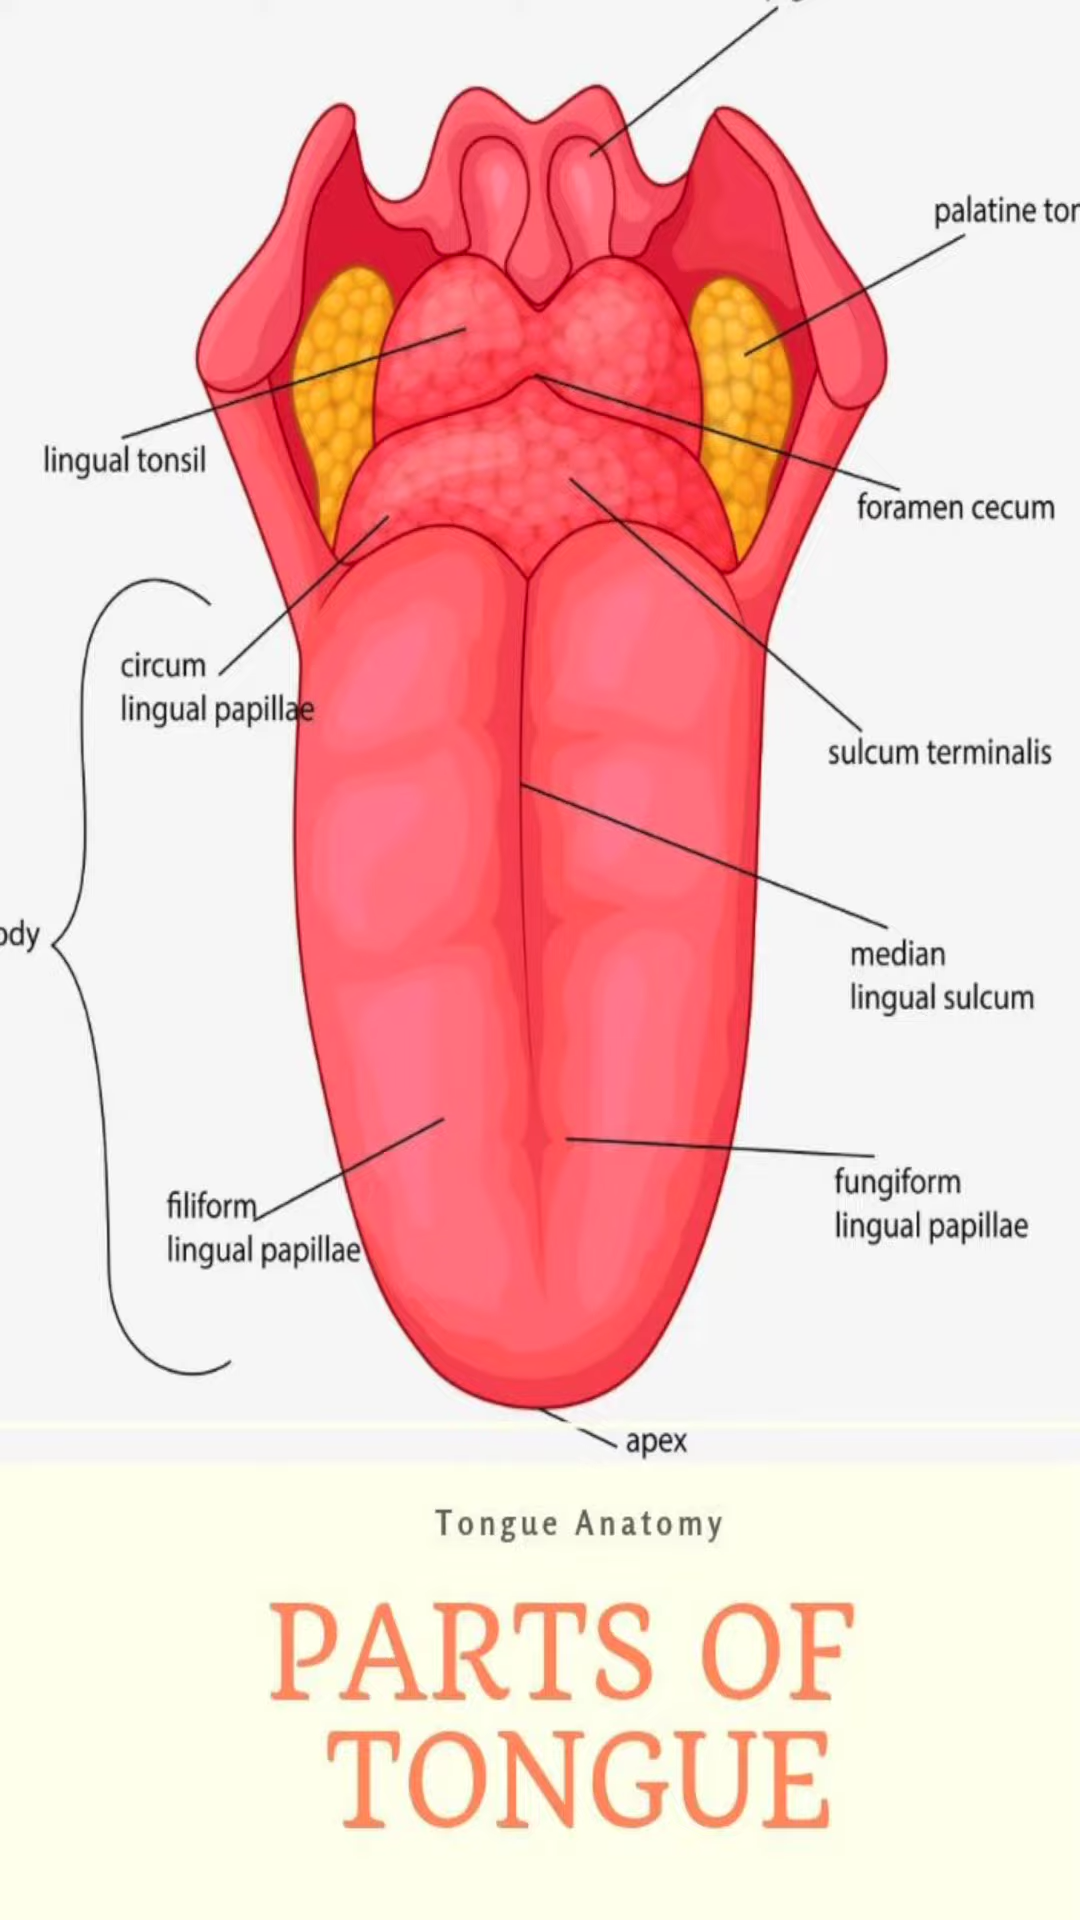 palatine
lingual tonsil
foramen cecum
circum
lingual papillae
sulcum terminalis
median
lingual sulcum
filiform
lingual papillae
fungiform
lingual papillae
apex
Tongue Anatomy
PARTS OF
TONGUE